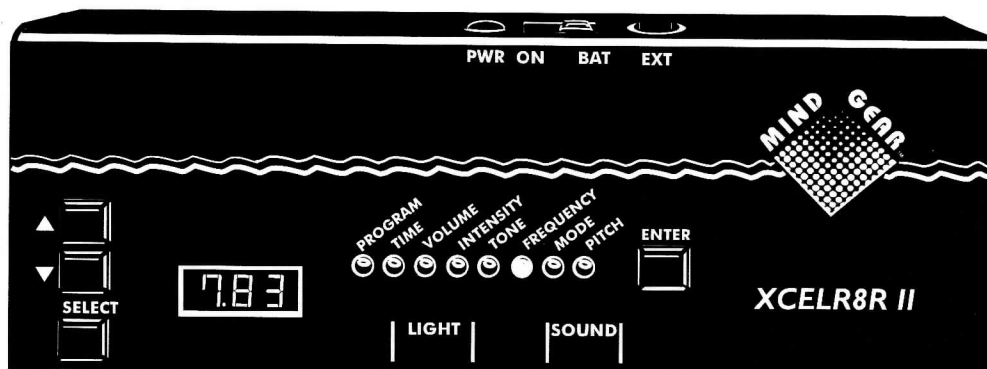 PWR ON BAT EXT
MIND GEAR
PROGRAM
TIME
VOLUME
INTENSITY
TONE
FREQUENCY
MODE
PITCH
ENTER
▲
▼
SELECT
7.83
XCELR8R II
LIGHT
SOUND